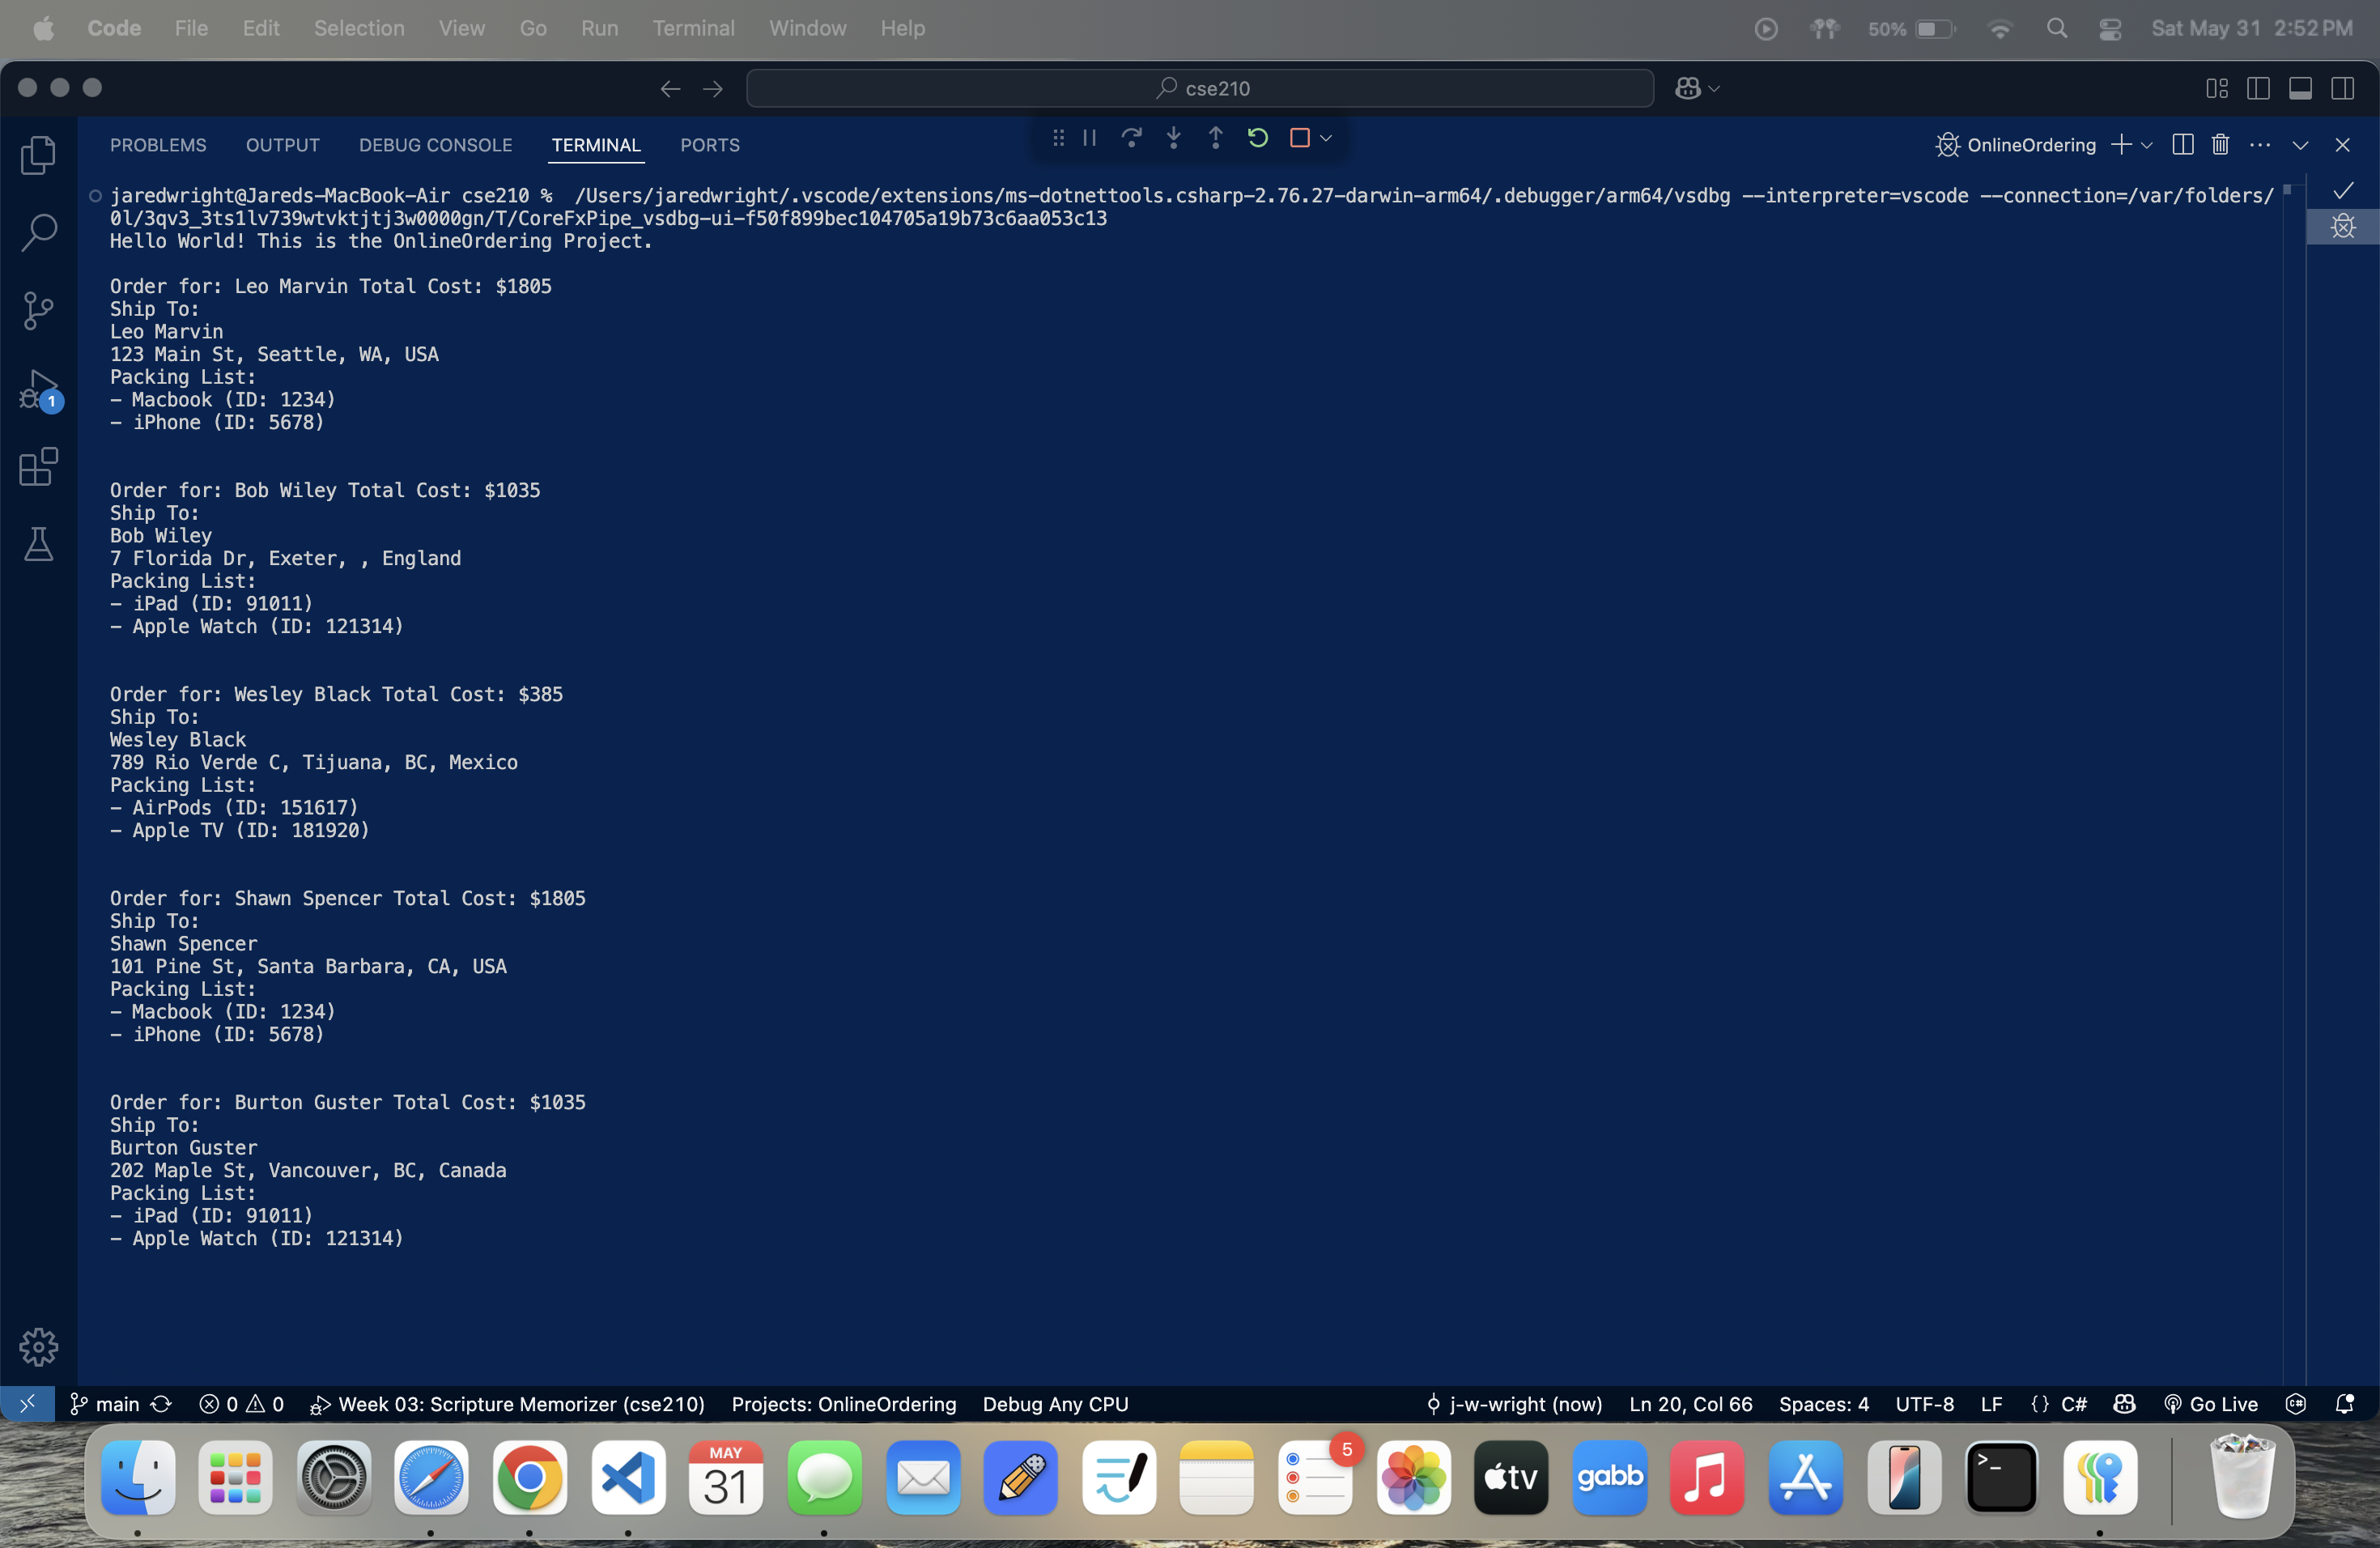 Code File Edit Selection View Go Run Terminal Window Help 50% Sat May 31 2:52 PM
cse210
PROBLEMS OUTPUT DEBUG CONSOLE TERMINAL PORTS OnlineOrdering
jaredwright@Jareds-MacBook-Air cse210 % /Users/jaredwright/.vscode/extensions/ms-dotnettools.csharp-2.76.27-darwin-arm64/.debugger/arm64/vsdbg --interpreter=vscode --connection=/var/folders/
0l/3qv3_3ts1lv739wtvktjtj3w0000gn/T/CoreFxPipe_vsdbg-ui-f50f899bec104705a19b73c6aa053c13
Hello World! This is the OnlineOrdering Project.
Order for: Leo Marvin Total Cost: $1805
Ship To:
Leo Marvin
123 Main St, Seattle, WA, USA
Packing List:
- Macbook (ID: 1234)
- iPhone (ID: 5678)
Order for: Bob Wiley Total Cost: $1035
Ship To:
Bob Wiley
7 Florida Dr, Exeter, , England
Packing List:
- iPad (ID: 91011)
- Apple Watch (ID: 121314)
Order for: Wesley Black Total Cost: $385
Ship To:
Wesley Black
789 Rio Verde C, Tijuana, BC, Mexico
Packing List:
- AirPods (ID: 151617)
- Apple TV (ID: 181920)
Order for: Shawn Spencer Total Cost: $1805
Ship To:
Shawn Spencer
101 Pine St, Santa Barbara, CA, USA
Packing List:
- Macbook (ID: 1234)
- iPhone (ID: 5678)
Order for: Burton Guster Total Cost: $1035
Ship To:
Burton Guster
202 Maple St, Vancouver, BC, Canada
Packing List:
- iPad (ID: 91011)
- Apple Watch (ID: 121314)
1
main 0 0 Week 03: Scripture Memorizer (cse210) Projects: OnlineOrdering Debug Any CPU j-w-wright (now) Ln 20, Col 66 Spaces: 4 UTF-8 LF {} C# Go Live
MAY
31
5
tv
gabb
>_